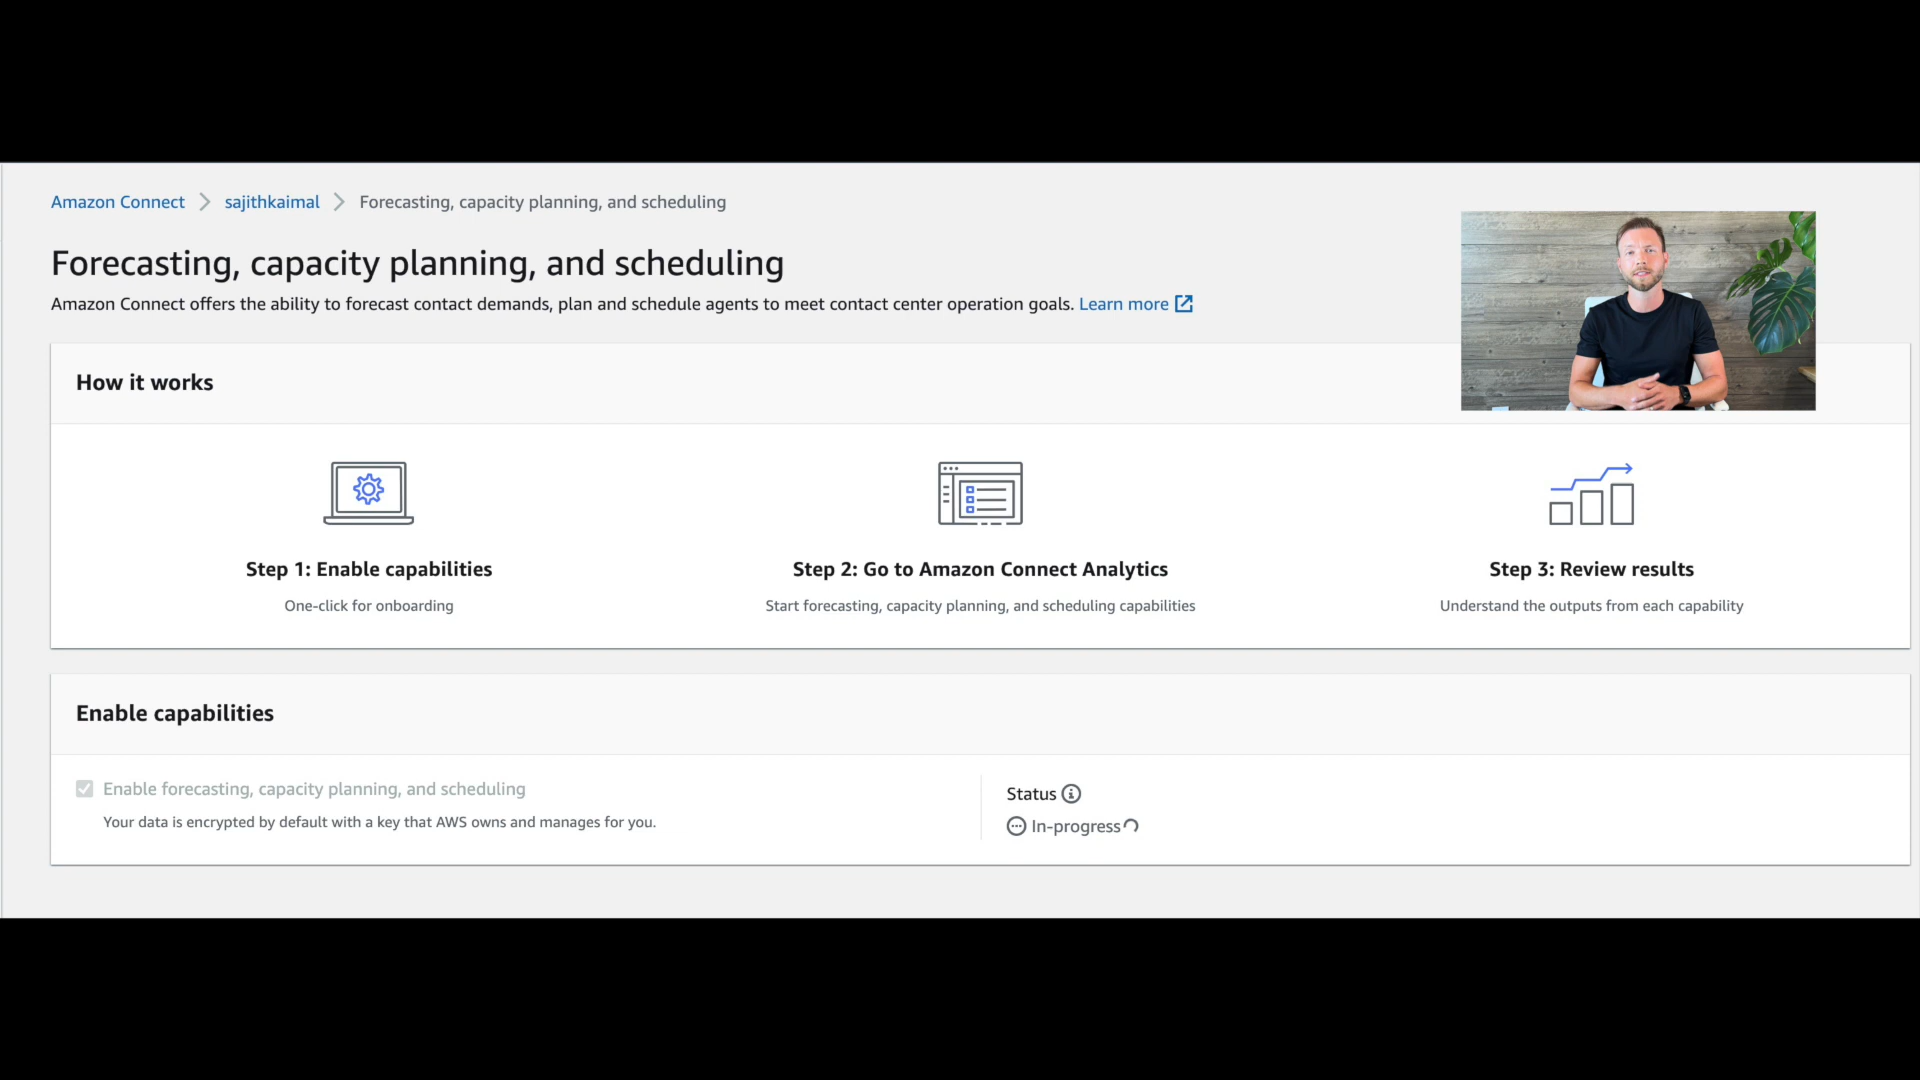 Amazon Connect > sajithkaimal > Forecasting, capacity planning, and scheduling
Forecasting, capacity planning, and scheduling
Amazon Connect offers the ability to forecast contact demands, plan and schedule agents to meet contact center operation goals. Learn more
How it works
Step 1: Enable capabilities
One-click for onboarding
Step 2: Go to Amazon Connect Analytics
Start forecasting, capacity planning, and scheduling capabilities
Step 3: Review results
Understand the outputs from each capability
Enable capabilities
Enable forecasting, capacity planning, and scheduling
Your data is encrypted by default with a key that AWS owns and manages for you.
Status
In-progress